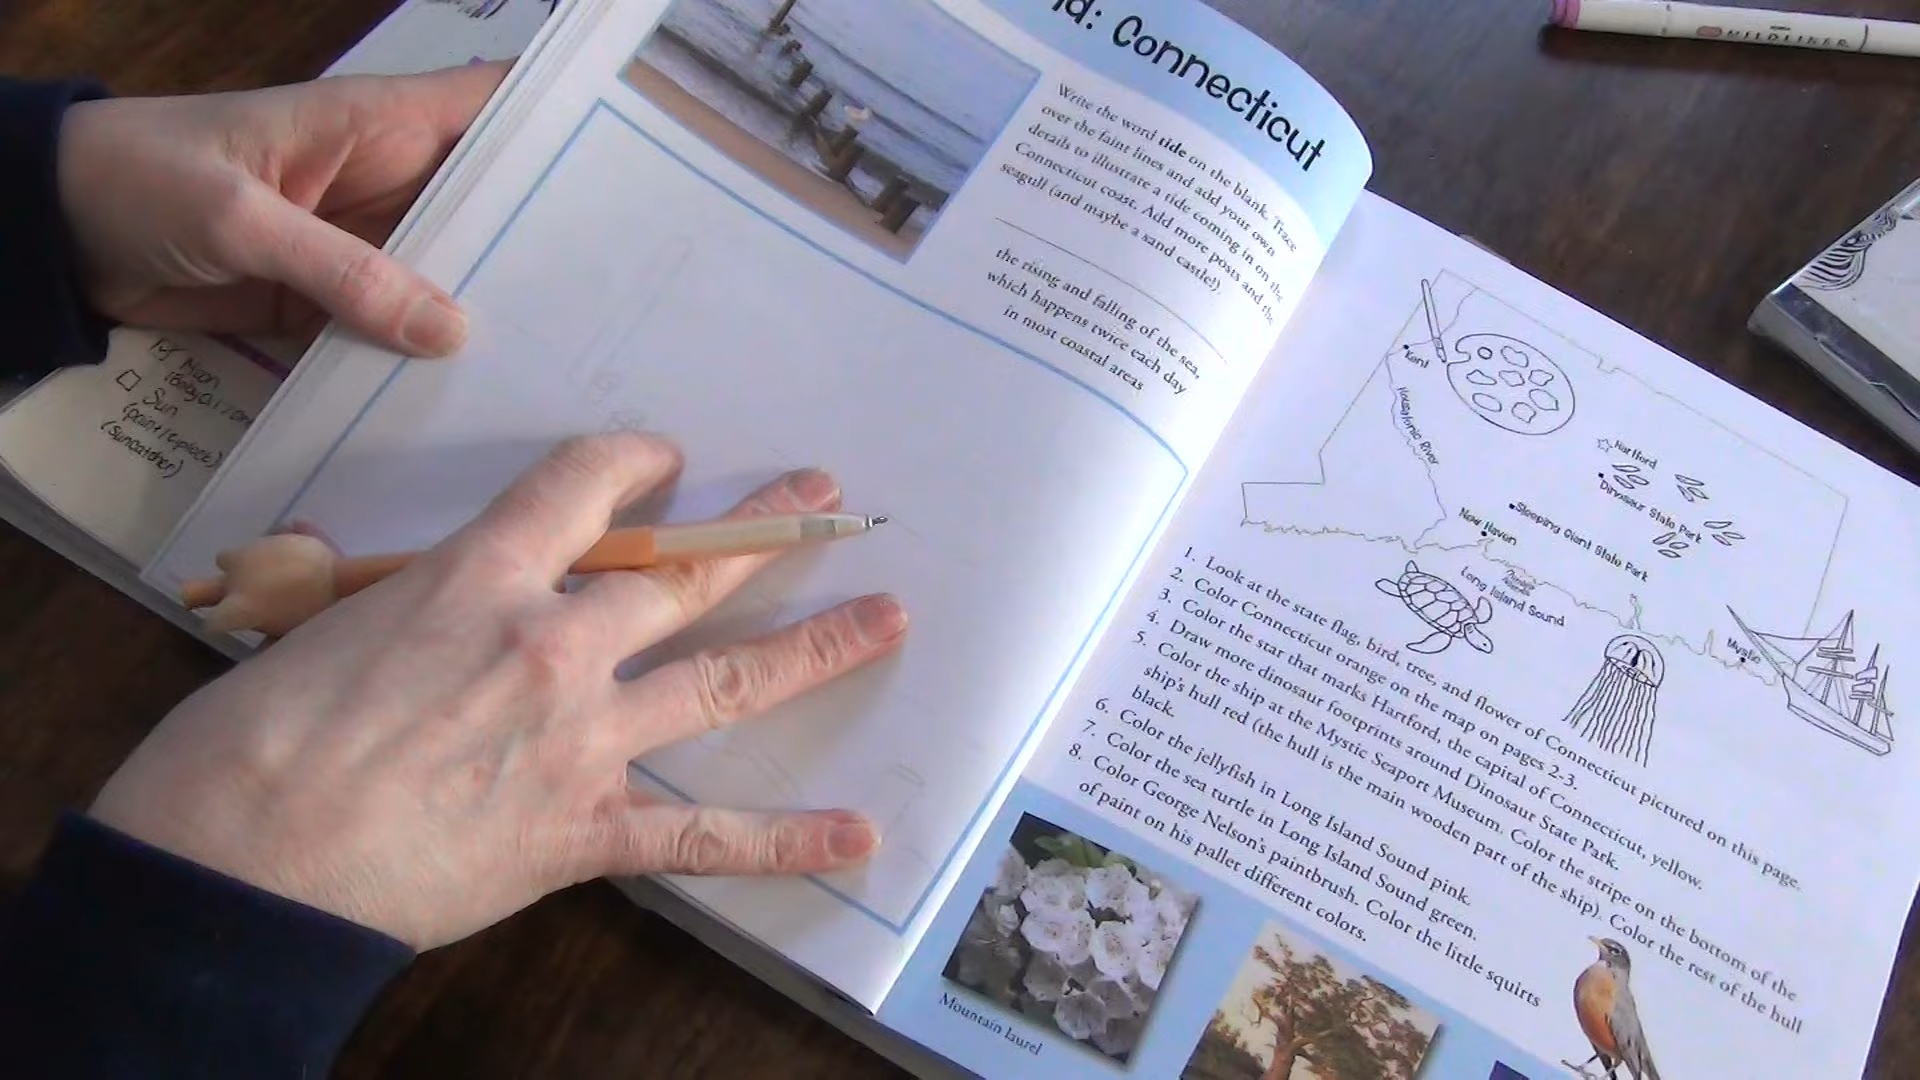 d: Connecticut
Write the word tide on the blank. Trace
over the faint lines and add your own
details to illustrate a tide coming in on the
Connecticut coast. Add more posts and the
seagull (and maybe a sand castle!).
the rising and falling of the sea,
which happens twice each day
in most coastal areas
Kent
Housatonic River
Hartford
Dinosaur State Park
Sleeping Giant State Park
New Haven
Long Island Sound
Mystic
1. Look at the state flag, bird, tree, and flower of Connecticut pictured on this page.
2. Color Connecticut orange on the map on pages 2-3.
3. Color the star that marks Hartford, the capital of Connecticut, yellow.
4. Draw more dinosaur footprints around Dinosaur State Park.
5. Color the ship at the Mystic Seaport Museum. Color the stripe on the bottom of the
ship's hull red (the hull is the main wooden part of the ship). Color the rest of the hull
black.
6. Color the jellyfish in Long Island Sound pink.
7. Color the sea turtle in Long Island Sound green.
8. Color George Nelson's paintbrush. Color the little squirts
of paint on his pallet different colors.
Mountain laurel
Moon
Sun
(suncatcher)
MILDLINER